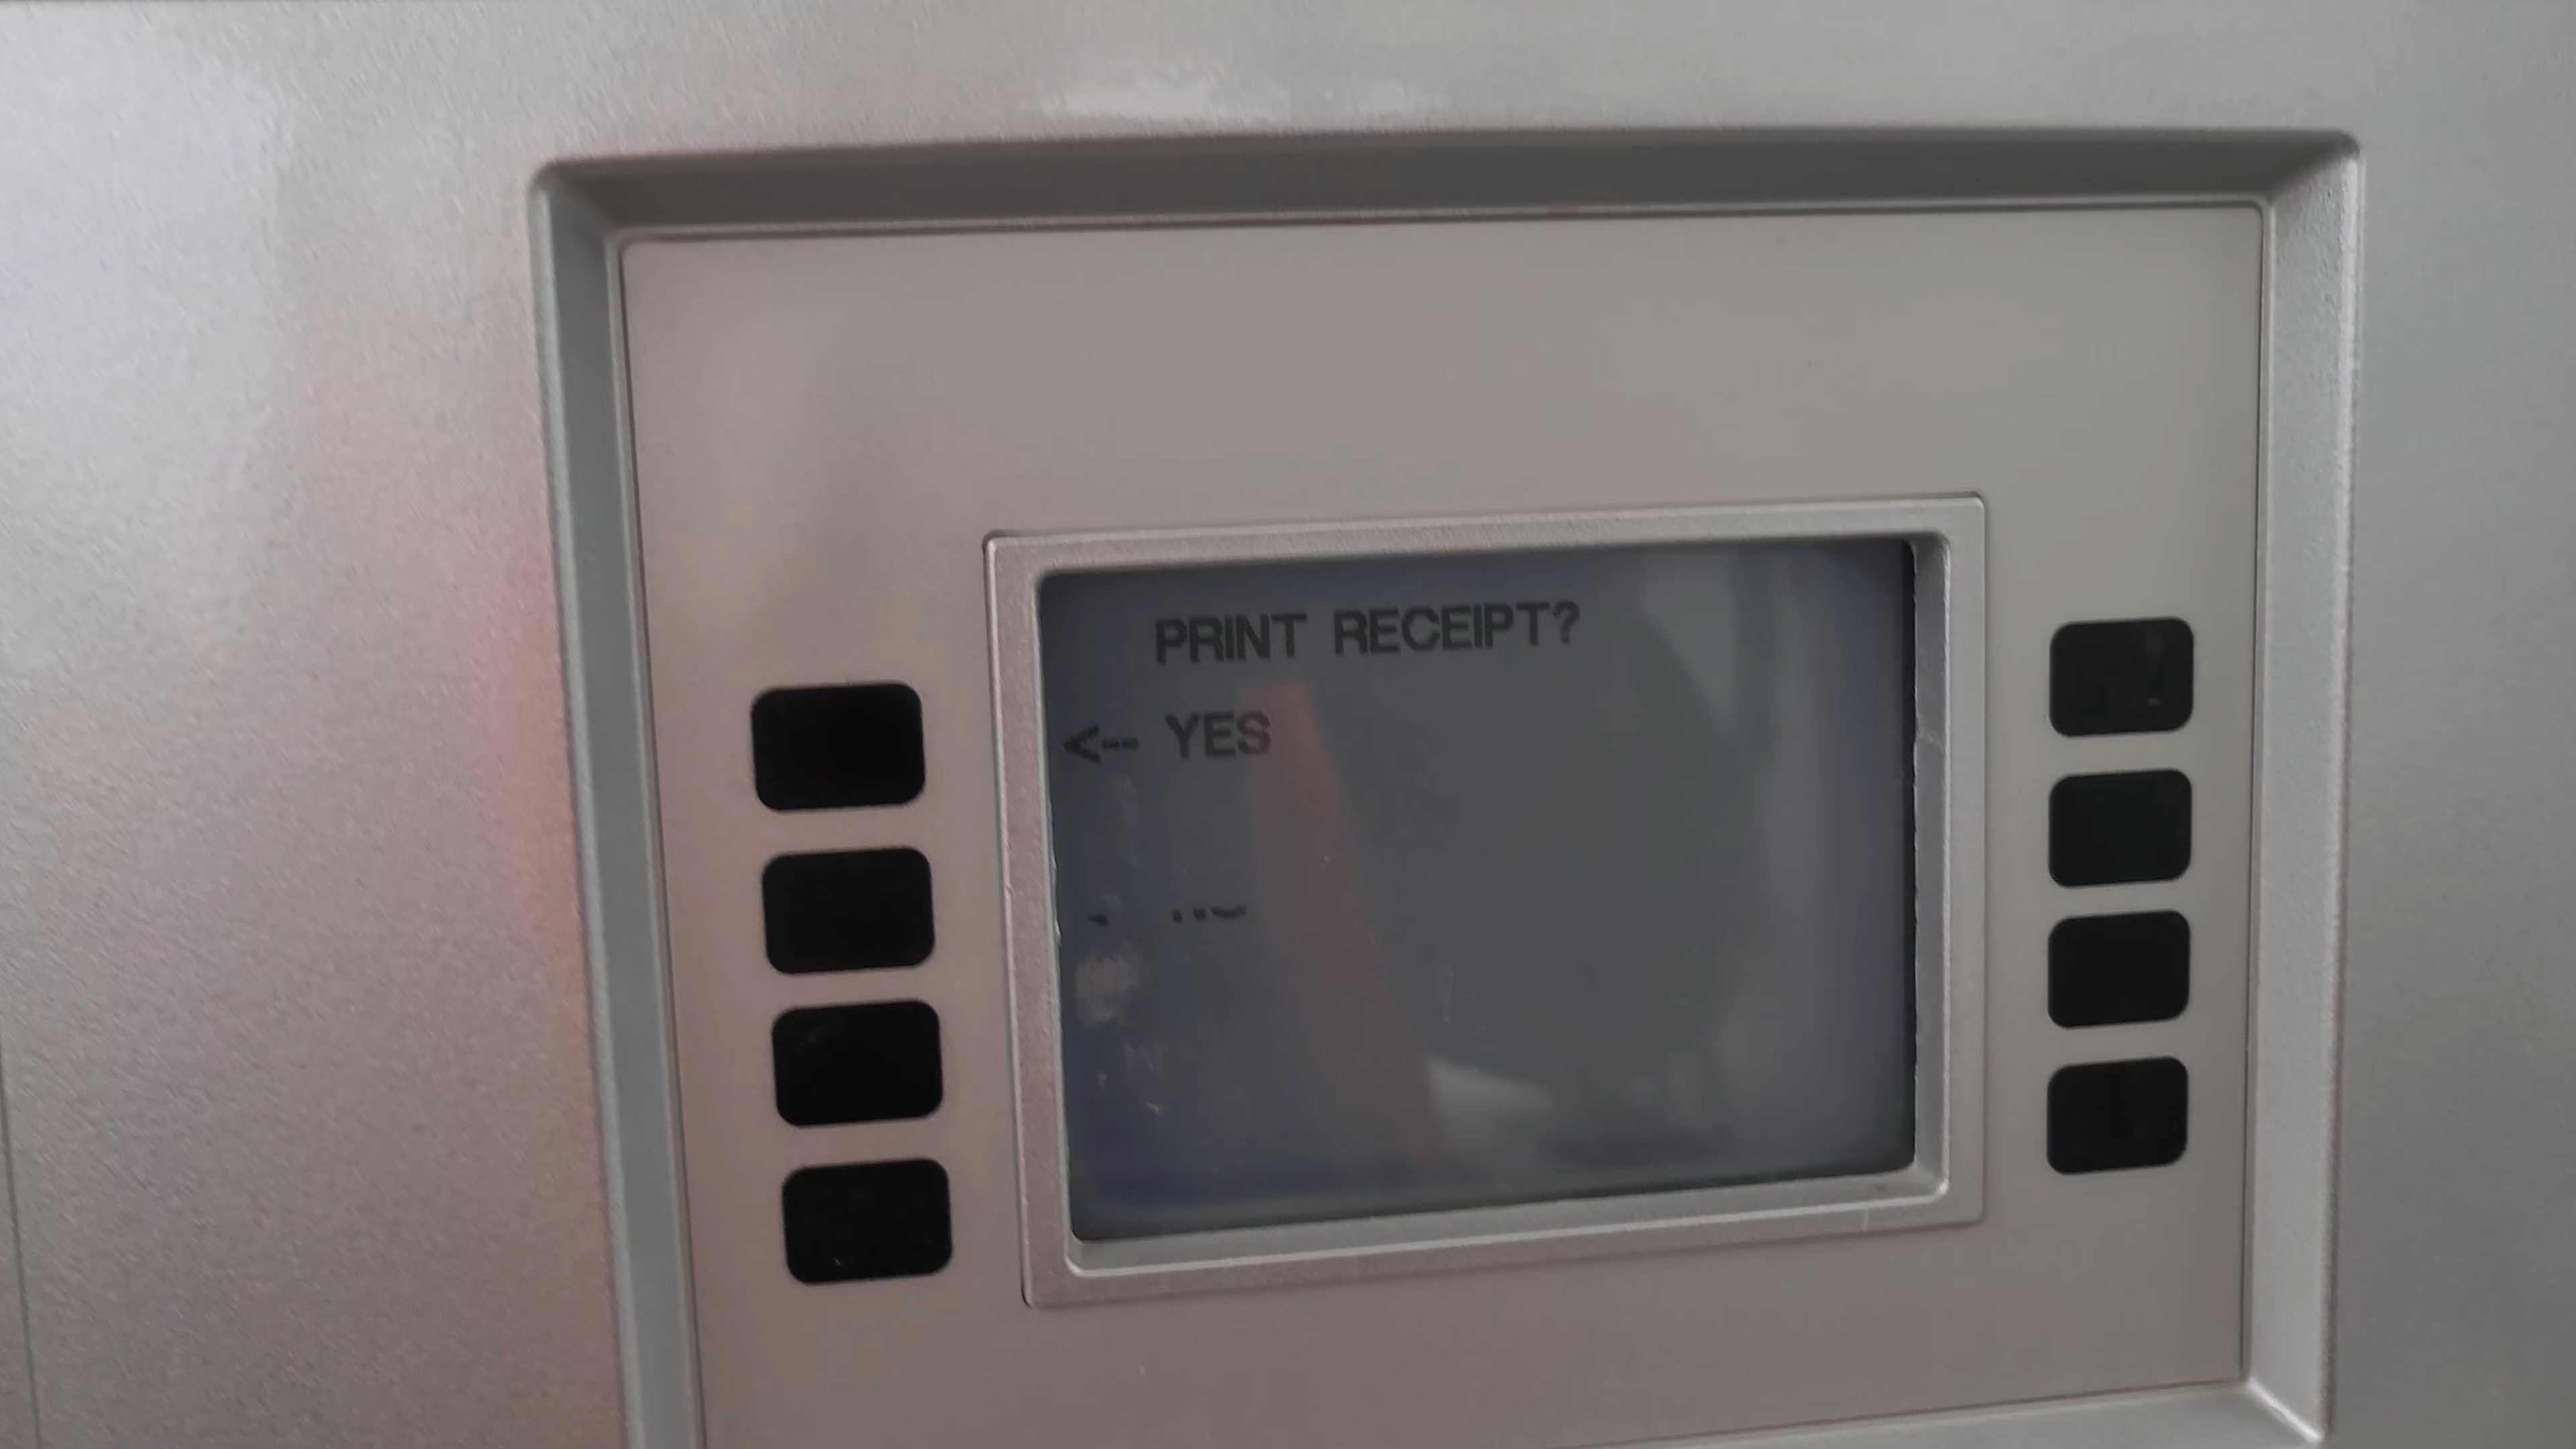 PRINT RECEIPT?
<-- YES